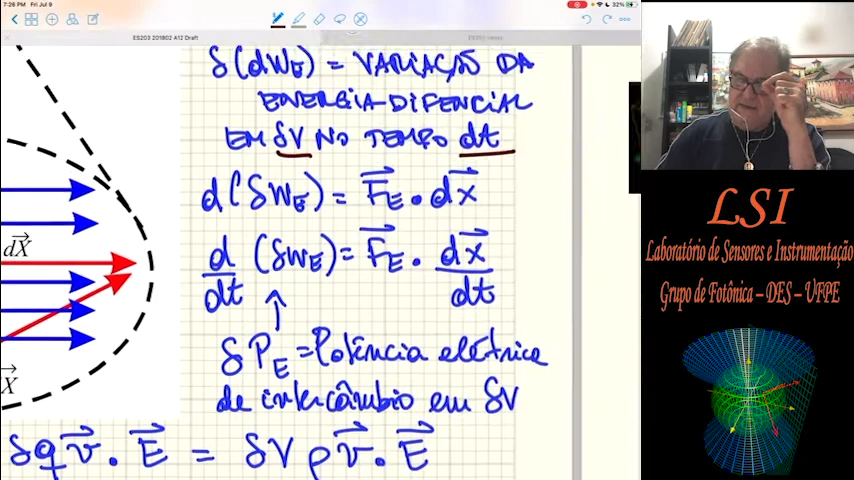 7:26 PM Fri Jul 9
32%
ES203 201802 A12 Draft
δ(dW_E) = VARIAÇÃO DA
ENERGIA DIFENCIAL
EM δV NO TEMPO dt
d(δW_E) = F_E · dx
d/dt (δW_E) = F_E · dx/dt
δP_E = Potência elétrica
de intercâmbio em δV
δq v · E = δV ρ v · E
dX
X
LSI
Laboratório de Sensores e Instrumentação
Grupo de Fotônica – DES – UFPE